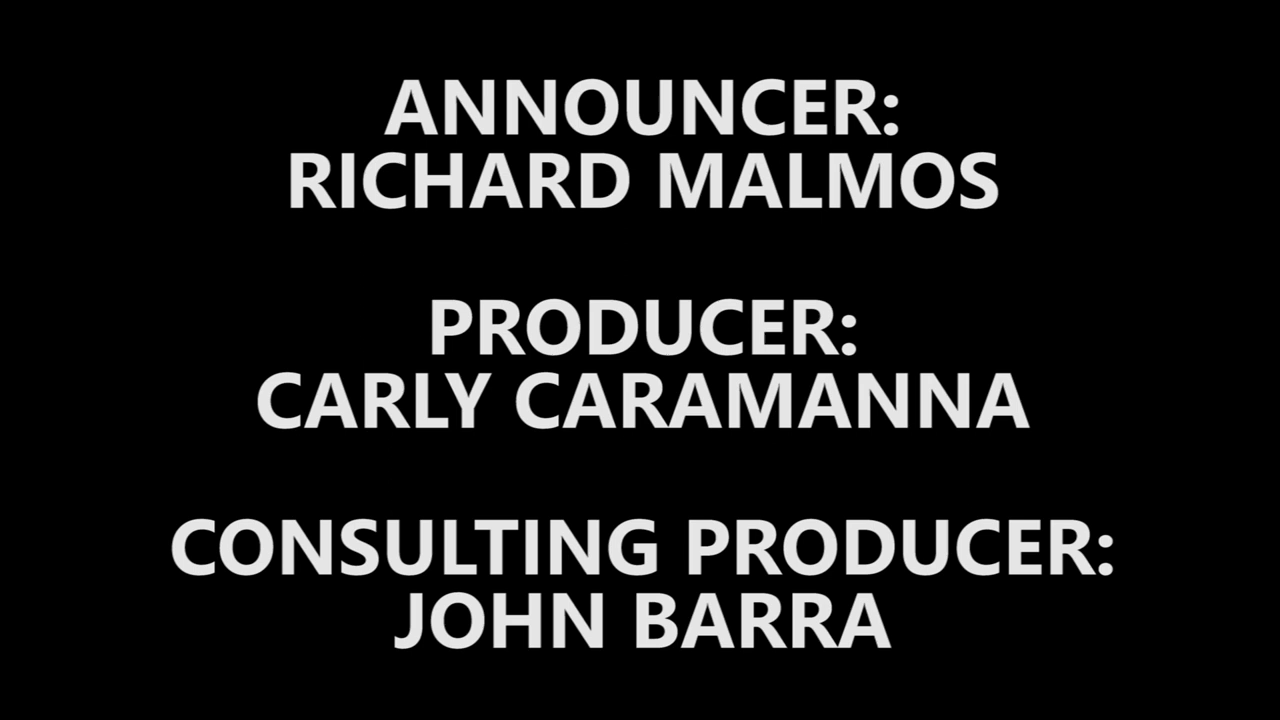 ANNOUNCER:
RICHARD MALMOS
PRODUCER:
CARLY CARAMANNA
CONSULTING PRODUCER:
JOHN BARRA